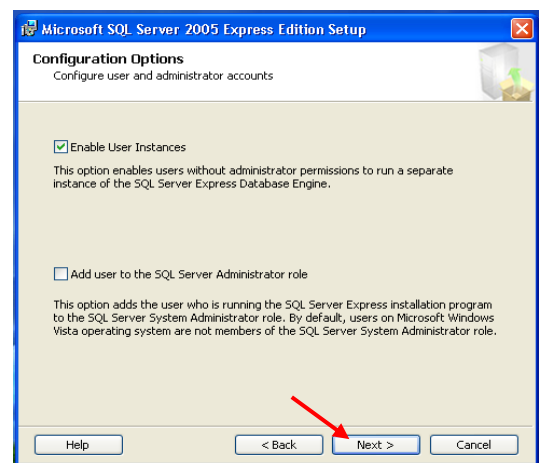 Microsoft SQL Server 2005 Express Edition Setup
Configuration Options
Configure user and administrator accounts
Enable User Instances
This option enables users without administrator permissions to run a separate
instance of the SQL Server Express Database Engine.
Add user to the SQL Server Administrator role
This option adds the user who is running the SQL Server Express installation program
to the SQL Server System Administrator role. By default, users on Microsoft Windows
Vista operating system are not members of the SQL Server System Administrator role.
Help
< Back
Next >
Cancel